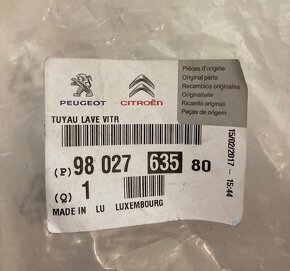 PEUGEOT
CITROËN
Pièces d'origine
Original parts
Recambios originales
Originalteile
Ricambi originali
Peças de origem
TUYAU LAVE VITR
(P) 98 027 635 80
(Q) 1
MADE IN LU LUXEMBOURG
15/02/2017 - 15:44